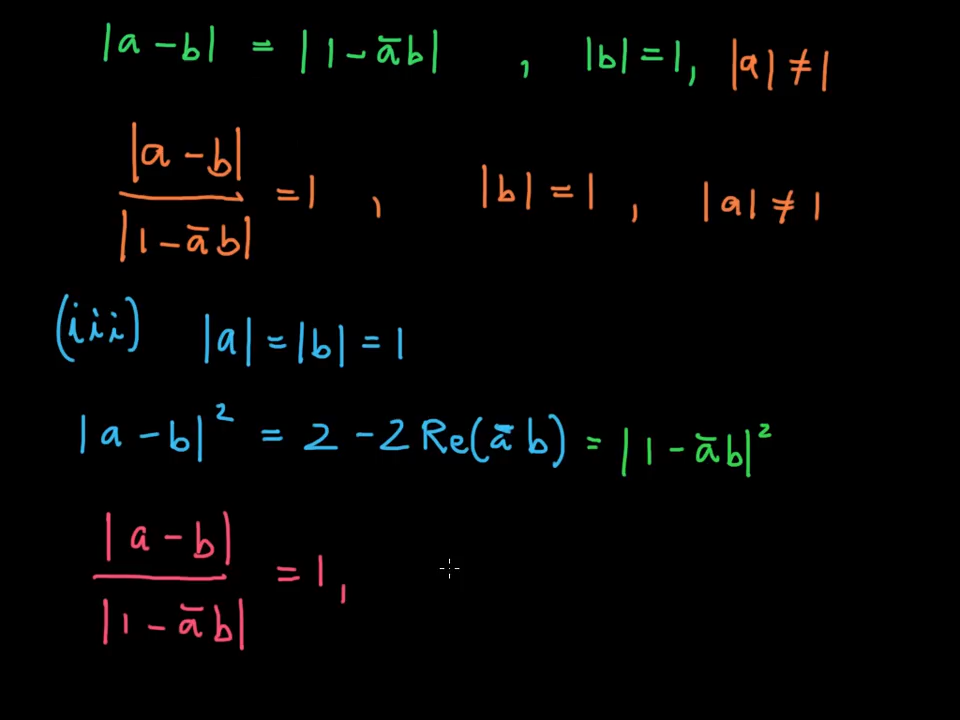 |a - b| = |1 - āb| , |b| = 1, |a| ≠ 1
|a - b| / |1 - āb| = 1 , |b| = 1 , |a| ≠ 1
(iii) |a| = |b| = 1
|a - b|² = 2 - 2 Re(ā b) = |1 - āb|²
|a - b| / |1 - āb| = 1,